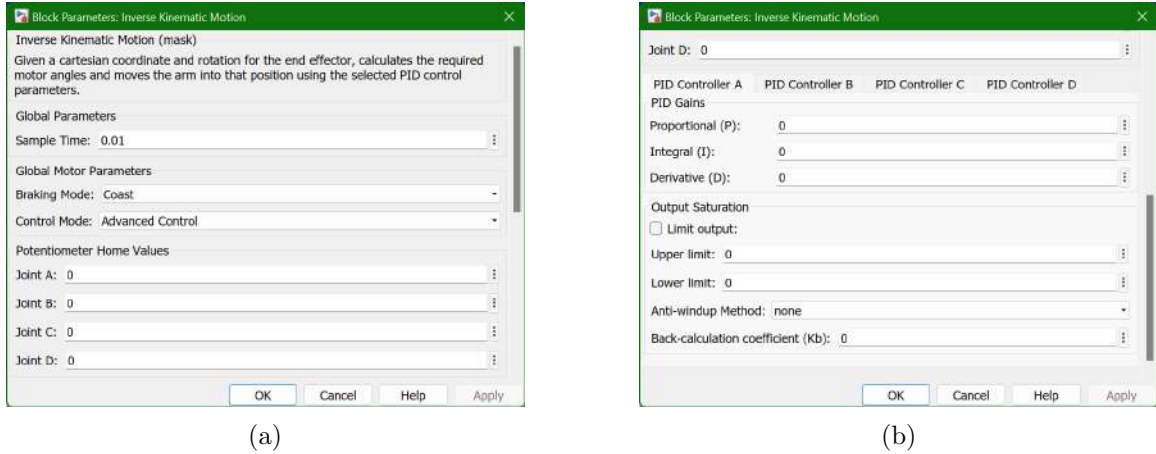 Block Parameters: Inverse Kinematic Motion
Inverse Kinematic Motion (mask)
Given a cartesian coordinate and rotation for the end effector, calculates the required
motor angles and moves the arm into that position using the selected PID control
parameters.
Global Parameters
Sample Time: 0.01
Global Motor Parameters
Braking Mode: Coast
Control Mode: Advanced Control
Potentiometer Home Values
Joint A: 0
Joint B: 0
Joint C: 0
Joint D: 0
OK Cancel Help Apply
(a)
Block Parameters: Inverse Kinematic Motion
Joint D: 0
PID Controller A PID Controller B PID Controller C PID Controller D
PID Gains
Proportional (P): 0
Integral (I): 0
Derivative (D): 0
Output Saturation
Limit output:
Upper limit: 0
Lower limit: 0
Anti-windup Method: none
Back-calculation coefficient (Kb): 0
OK Cancel Help Apply
(b)